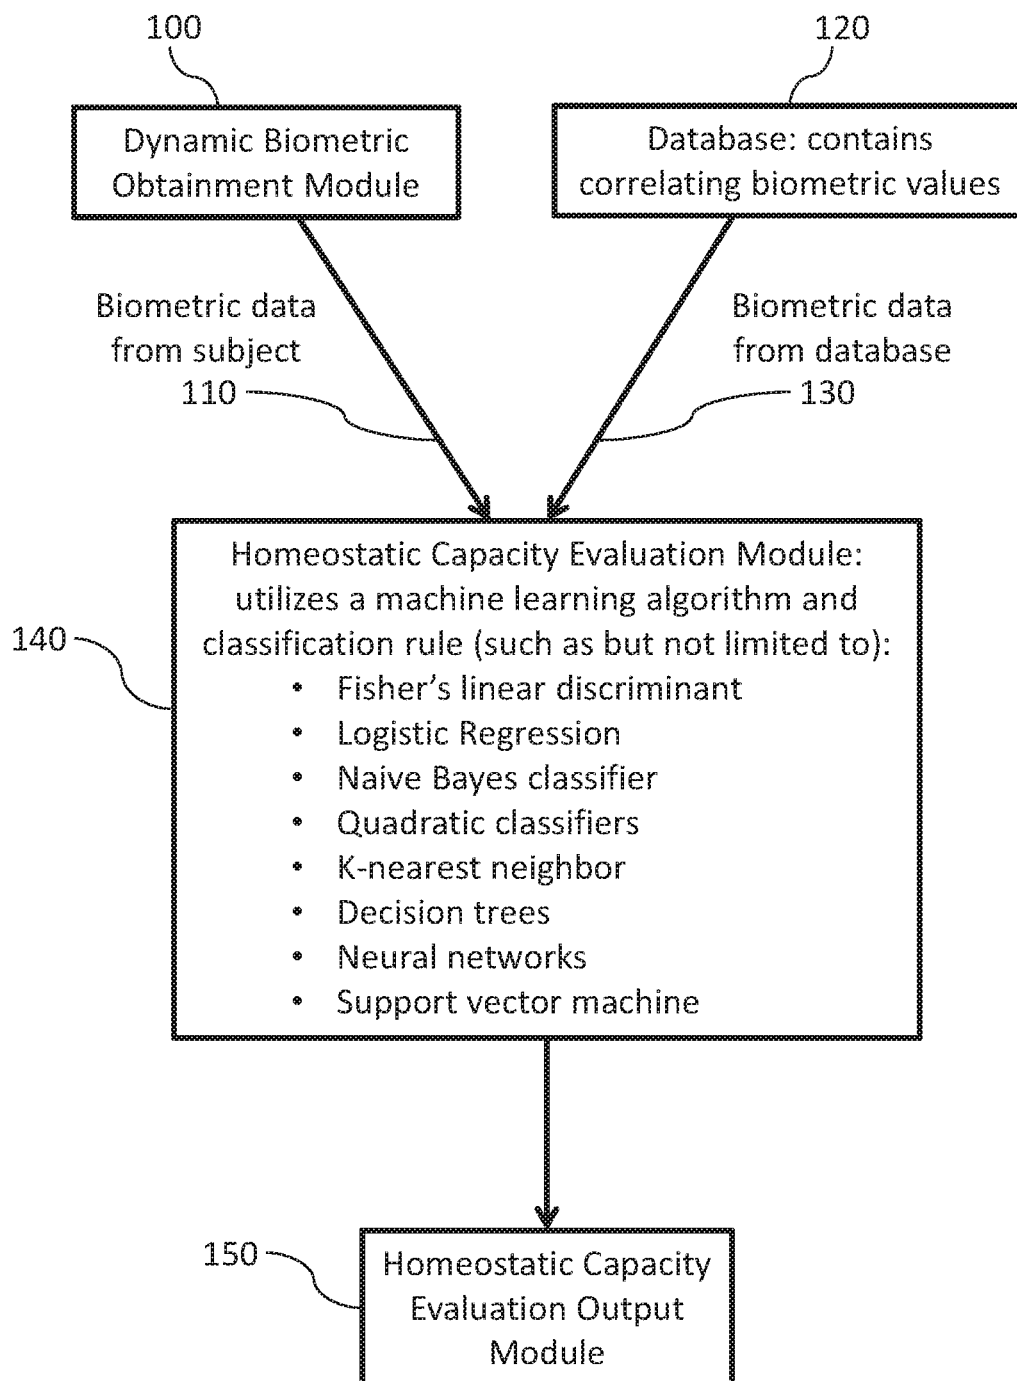 100
120
Dynamic Biometric
Obtainment Module
Database: contains
correlating biometric values
Biometric data
from subject
110
Biometric data
from database
130
140
Homeostatic Capacity Evaluation Module:
utilizes a machine learning algorithm and
classification rule (such as but not limited to):
• Fisher's linear discriminant
• Logistic Regression
• Naive Bayes classifier
• Quadratic classifiers
• K-nearest neighbor
• Decision trees
• Neural networks
• Support vector machine
150
Homeostatic Capacity
Evaluation Output
Module